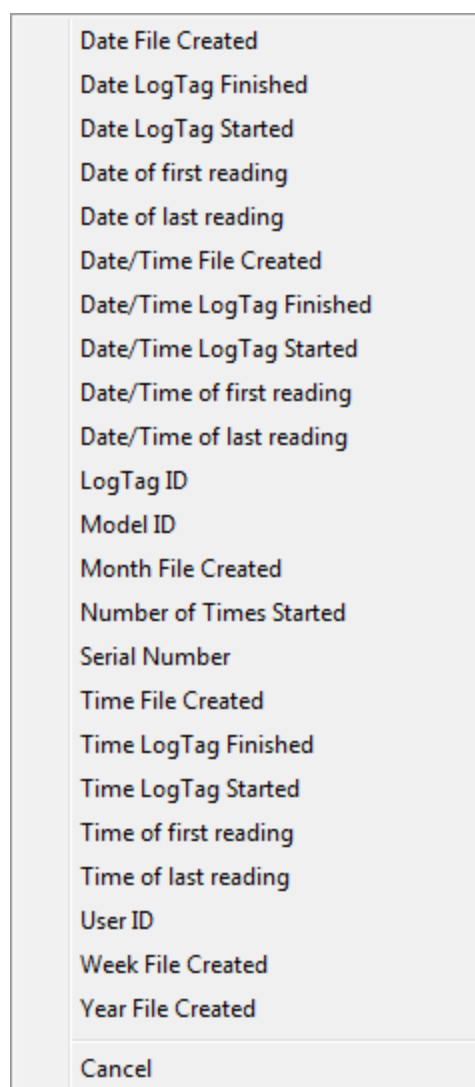 Date File Created
Date LogTag Finished
Date LogTag Started
Date of first reading
Date of last reading
Date/Time File Created
Date/Time LogTag Finished
Date/Time LogTag Started
Date/Time of first reading
Date/Time of last reading
LogTag ID
Model ID
Month File Created
Number of Times Started
Serial Number
Time File Created
Time LogTag Finished
Time LogTag Started
Time of first reading
Time of last reading
User ID
Week File Created
Year File Created
Cancel